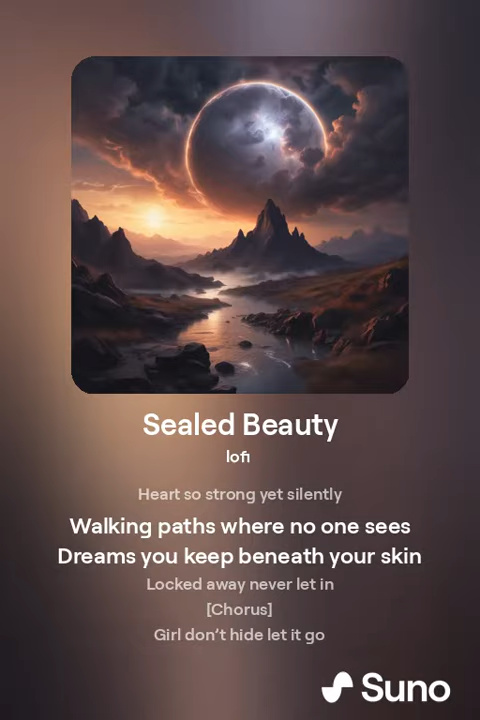 Sealed Beauty
lofi
Heart so strong yet silently
Walking paths where no one sees
Dreams you keep beneath your skin
Locked away never let in
[Chorus]
Girl don't hide let it go
Suno